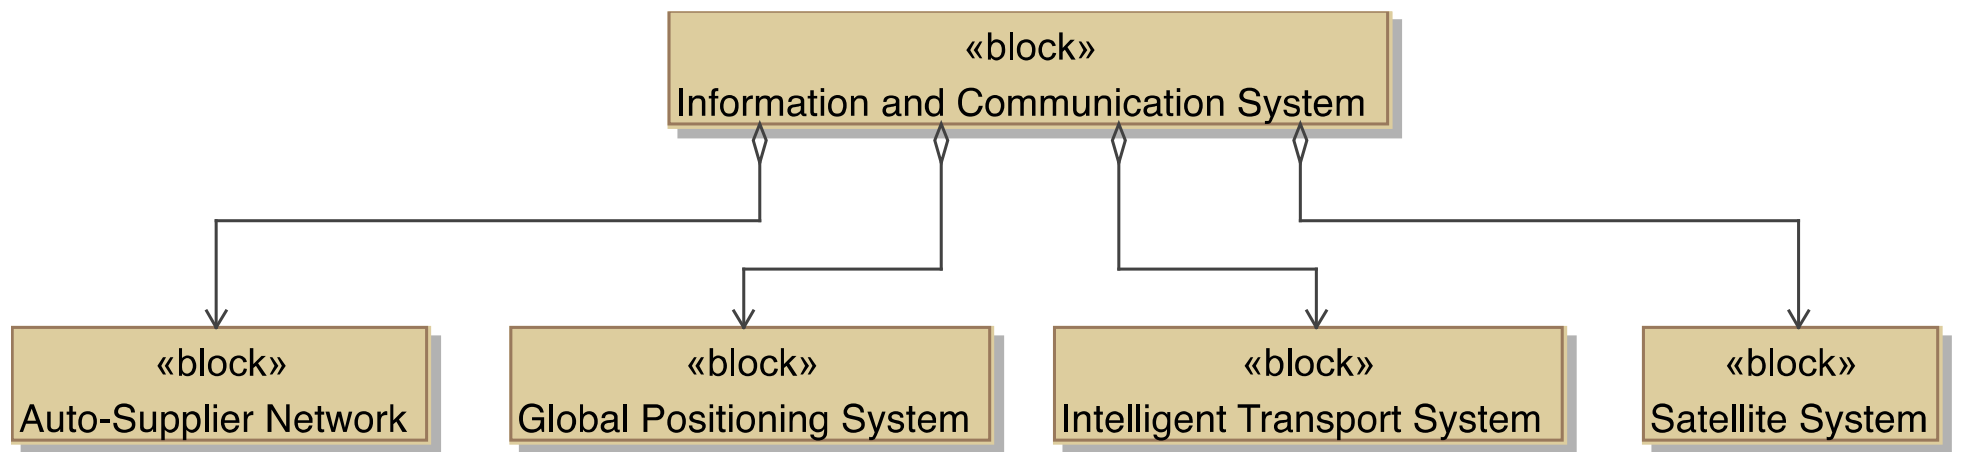 «block»
Information and Communication System
«block»
Auto-Supplier Network
«block»
Global Positioning System
«block»
Intelligent Transport System
«block»
Satellite System